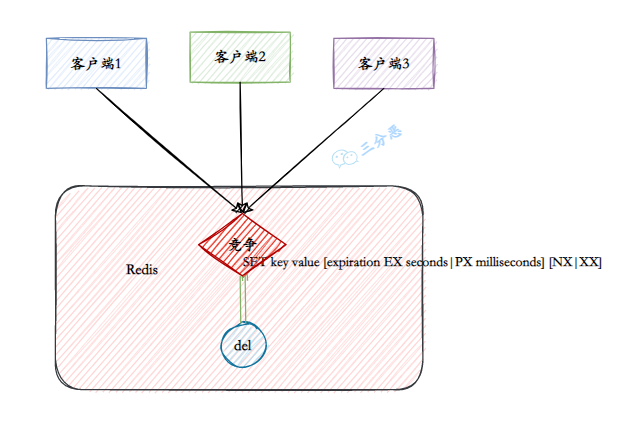 客户端1
客户端2
客户端3
三分恶
竞争
SET key value [expiration EX seconds|PX milliseconds] [NX|XX]
Redis
del